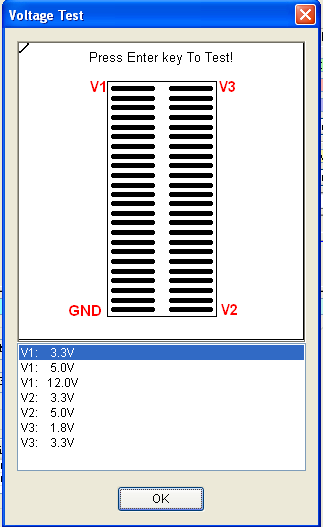 Voltage Test
Press Enter key To Test!
V1 V3
GND V2
V1: 3.3V
V1: 5.0V
V1: 12.0V
V2: 3.3V
V2: 5.0V
V3: 1.8V
V3: 3.3V
OK